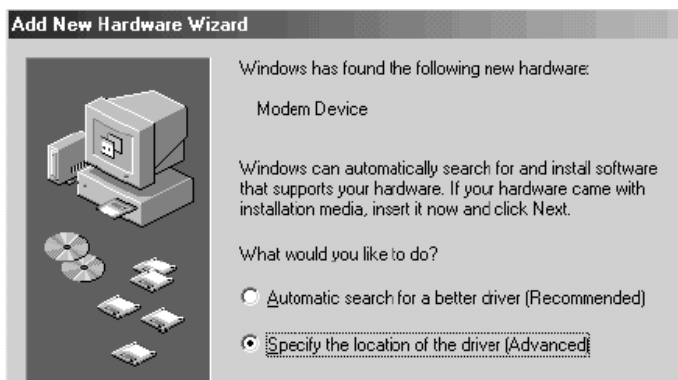 Add New Hardware Wizard
Windows has found the following new hardware:
Modem Device
Windows can automatically search for and install software
that supports your hardware. If your hardware came with
installation media, insert it now and click Next.
What would you like to do?
Automatic search for a better driver (Recommended)
Specify the location of the driver (Advanced)